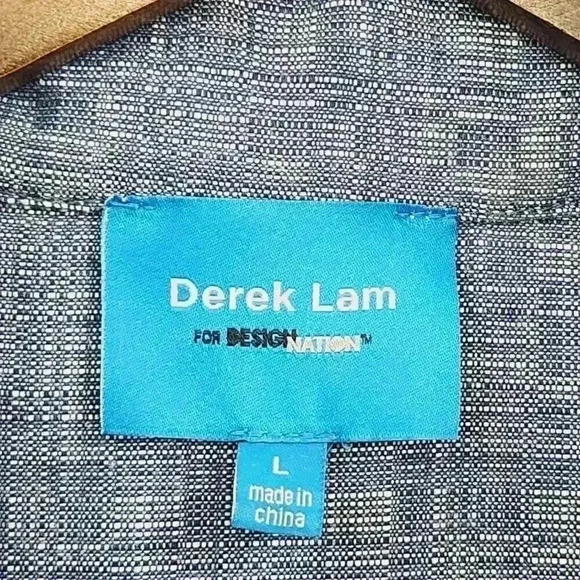 Derek Lam
FOR DESIGNNATION™
L
made in
china